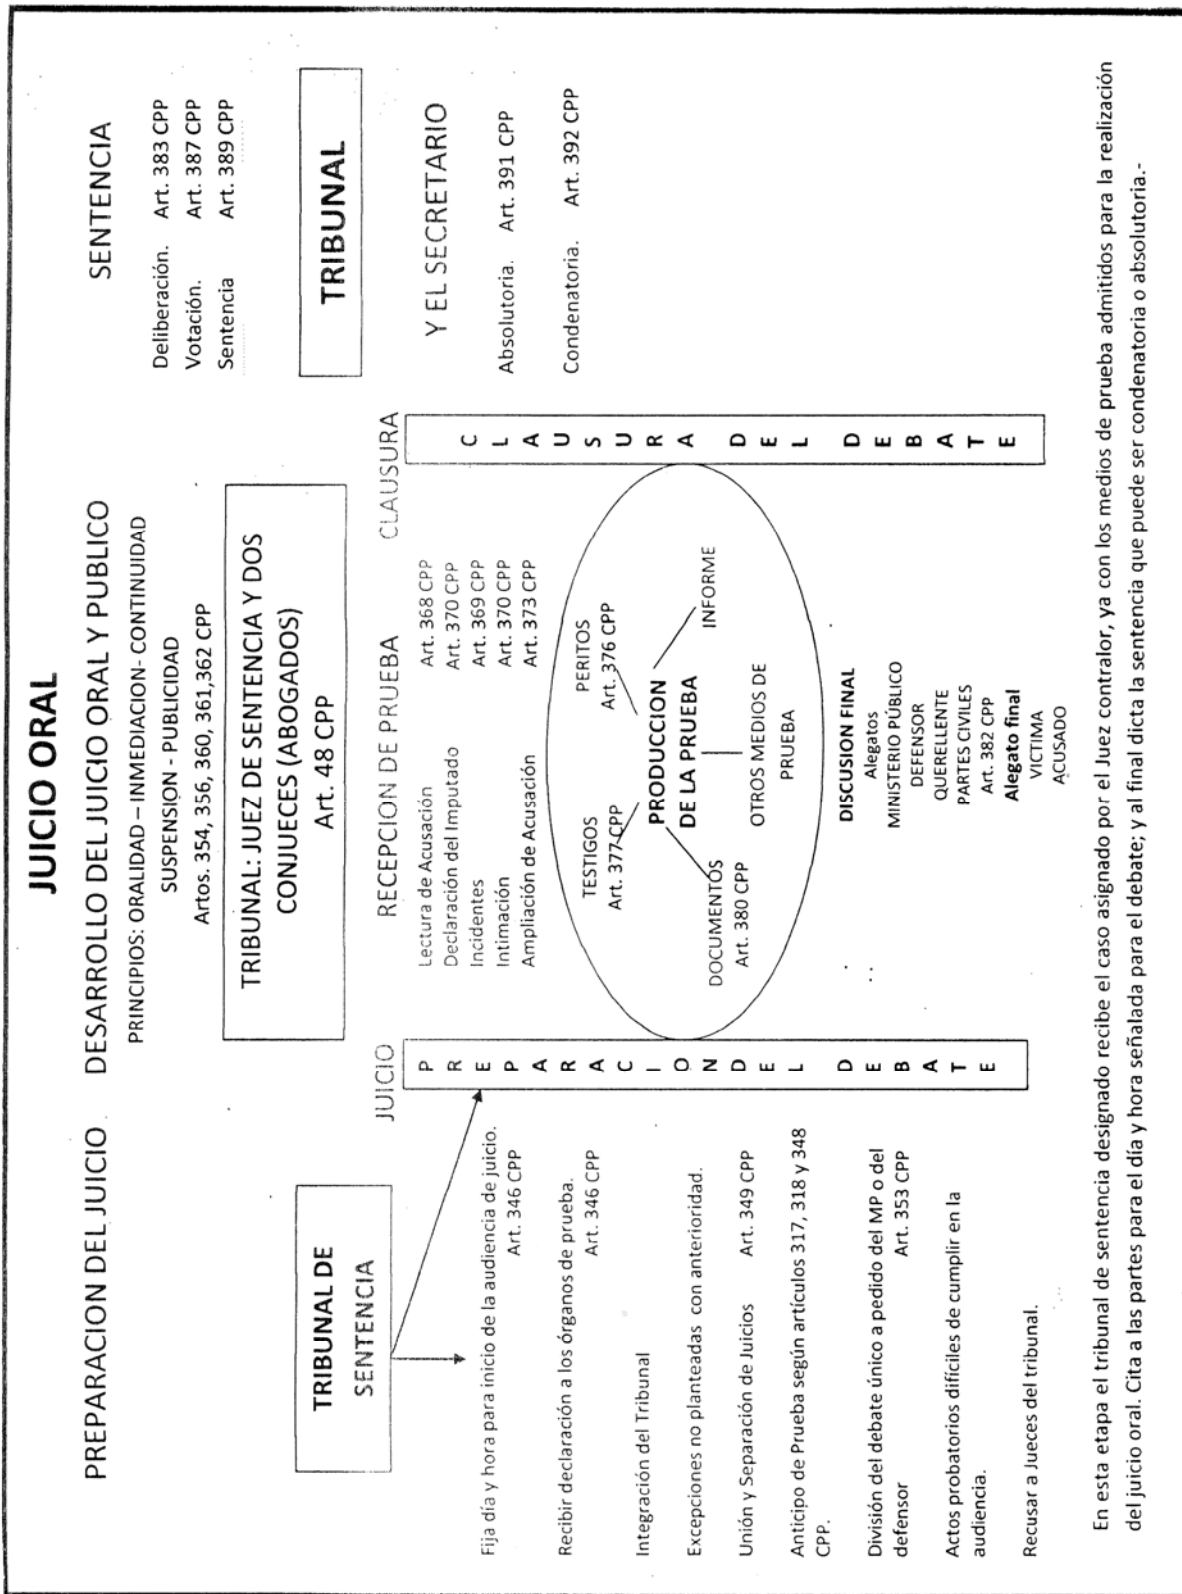 JUICIO ORAL
PREPARACION DEL JUICIO
DESARROLLO DEL JUICIO ORAL Y PUBLICO
SENTENCIA
PRINCIPIOS: ORALIDAD – INMEDIACION- CONTINUIDAD
SUSPENSION - PUBLICIDAD
Artos. 354, 356, 360, 361,362 CPP
TRIBUNAL DE
SENTENCIA
Fija día y hora para inicio de la audiencia de juicio.
Art. 346 CPP
Recibir declaración a los órganos de prueba.
Art. 346 CPP
Integración del Tribunal
Excepciones no planteadas con anterioridad.
Unión y Separación de Juicios Art. 349 CPP
Anticipo de Prueba según artículos 317, 318 y 348
CPP.
División del debate único a pedido del MP o del
defensor Art. 353 CPP
Actos probatorios difíciles de cumplir en la
audiencia.
Recusar a Jueces del tribunal.
TRIBUNAL: JUEZ DE SENTENCIA Y DOS
CONJUECES (ABOGADOS)
Art. 48 CPP
JUICIO
RECEPCION DE PRUEBA
CLAUSURA
PREPARACION DEL DEBATE
Lectura de Acusación Art. 368 CPP
Declaración del Imputado Art. 370 CPP
Incidentes Art. 369 CPP
Intimación Art. 370 CPP
Ampliación de Acusación Art. 373 CPP
TESTIGOS
Art. 377 CPP
PERITOS
Art. 376 CPP
PRODUCCION
DE LA PRUEBA
DOCUMENTOS
Art. 380 CPP
OTROS MEDIOS DE
PRUEBA
INFORME
DISCUSION FINAL
Alegatos
MINISTERIO PÚBLICO
DEFENSOR
QUERELLENTE
PARTES CIVILES
Art. 382 CPP
Alegato final
VICTIMA
ACUSADO
CLAUSURA DEL DEBATE
Deliberación. Art. 383 CPP
Votación. Art. 387 CPP
Sentencia Art. 389 CPP
TRIBUNAL
Y EL SECRETARIO
Absolutoria. Art. 391 CPP
Condenatoria. Art. 392 CPP
En esta etapa el tribunal de sentencia designado recibe el caso asignado por el Juez contralor, ya con los medios de prueba admitidos para la realización
del juicio oral. Cita a las partes para el día y hora señalada para el debate; y al final dicta la sentencia que puede ser condenatoria o absolutoria.-